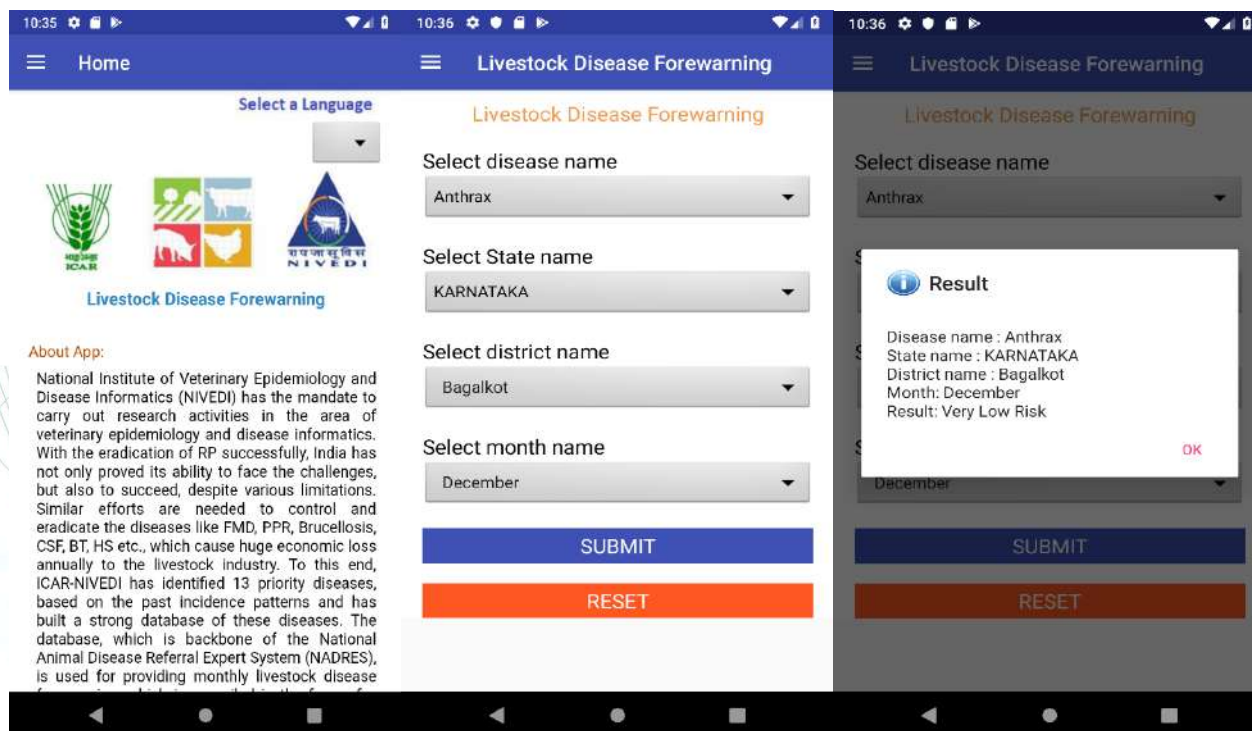 10:35
Home
Select a Language
ICAR
NIVEDI
Livestock Disease Forewarning
About App:
National Institute of Veterinary Epidemiology and
Disease Informatics (NIVEDI) has the mandate to
carry out research activities in the area of
veterinary epidemiology and disease informatics.
With the eradication of RP successfully, India has
not only proved its ability to face the challenges,
but also to succeed, despite various limitations.
Similar efforts are needed to control and
eradicate the diseases like FMD, PPR, Brucellosis,
CSF, BT, HS etc., which cause huge economic loss
annually to the livestock industry. To this end,
ICAR-NIVEDI has identified 13 priority diseases,
based on the past incidence patterns and has
built a strong database of these diseases. The
database, which is backbone of the National
Animal Disease Referral Expert System (NADRES),
is used for providing monthly livestock disease
10:36
Livestock Disease Forewarning
Livestock Disease Forewarning
Select disease name
Anthrax
Select State name
KARNATAKA
Select district name
Bagalkot
Select month name
December
SUBMIT
RESET
10:36
Livestock Disease Forewarning
Livestock Disease Forewarning
Select disease name
Anthrax
Result
Disease name : Anthrax
State name : KARNATAKA
District name : Bagalkot
Month: December
Result: Very Low Risk
OK
December
SUBMIT
RESET